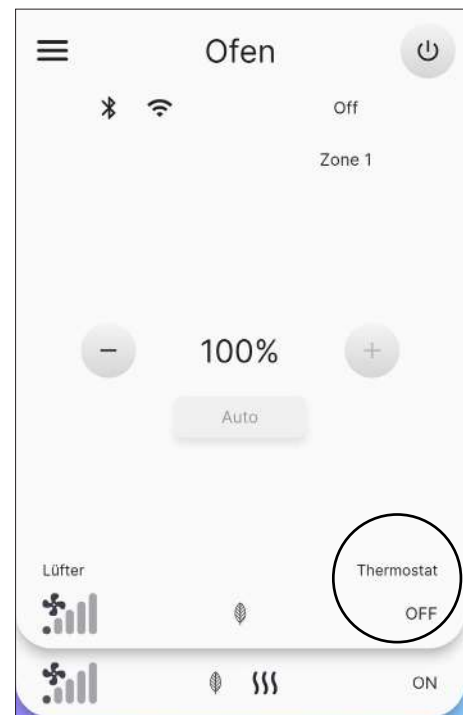 Ofen
Off
Zone 1
− 100% +
Auto
Lüfter Thermostat
OFF
ON